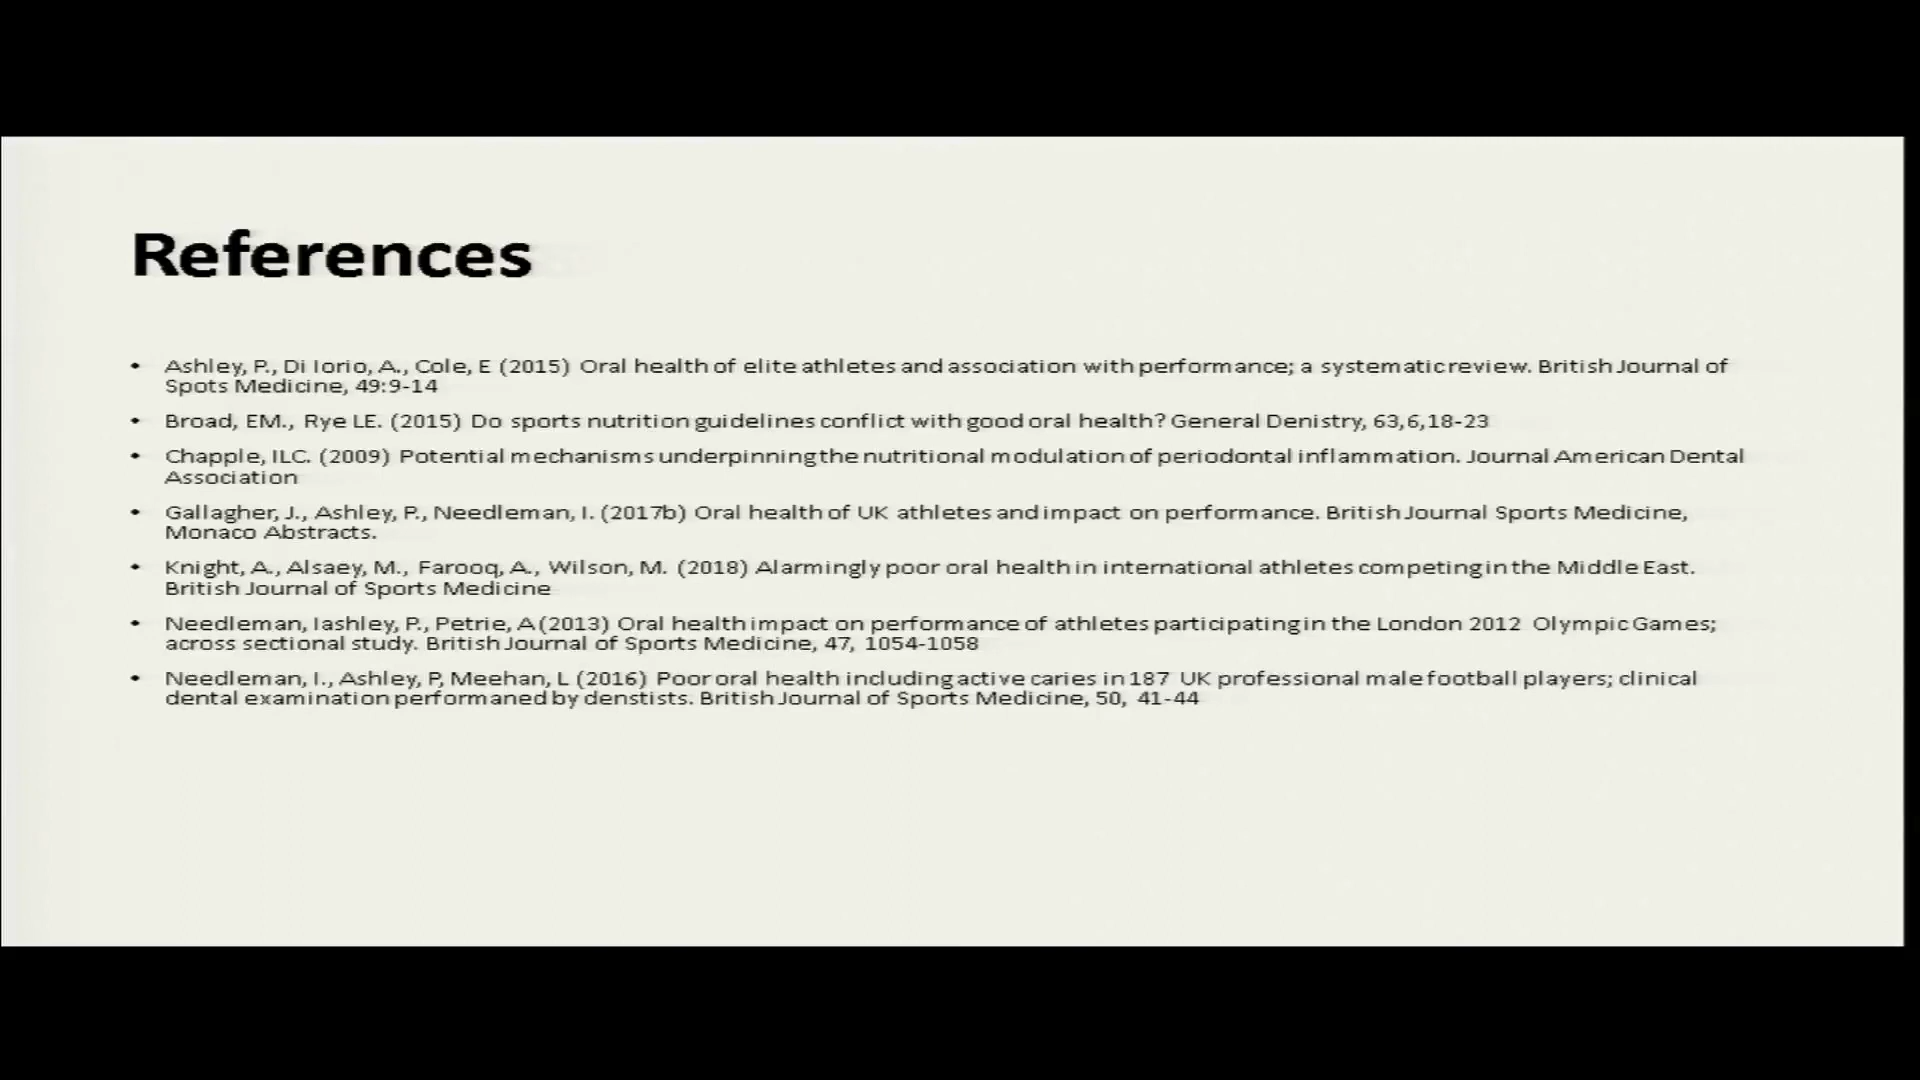 References
• Ashley, P., Di Iorio, A., Cole, E (2015) Oral health of elite athletes and association with performance; a systematic review. British Journal of
Spots Medicine, 49:9-14
• Broad, EM., Rye LE. (2015) Do sports nutrition guidelines conflict with good oral health? General Denistry, 63,6,18-23
• Chapple, ILC. (2009) Potential mechanisms underpinning the nutritional modulation of periodontal inflammation. Journal American Dental
Association
• Gallagher, J., Ashley, P., Needleman, I. (2017b) Oral health of UK athletes and impact on performance. British Journal Sports Medicine,
Monaco Abstracts.
• Knight, A., Alsaey, M., Farooq, A., Wilson, M. (2018) Alarmingly poor oral health in international athletes competing in the Middle East.
British Journal of Sports Medicine
• Needleman, Iashley, P., Petrie, A (2013) Oral health impact on performance of athletes participating in the London 2012 Olympic Games;
across sectional study. British Journal of Sports Medicine, 47, 1054-1058
• Needleman, I., Ashley, P, Meehan, L (2016) Poor oral health including active caries in 187 UK professional male football players; clinical
dental examination performaned by denstists. British Journal of Sports Medicine, 50, 41-44